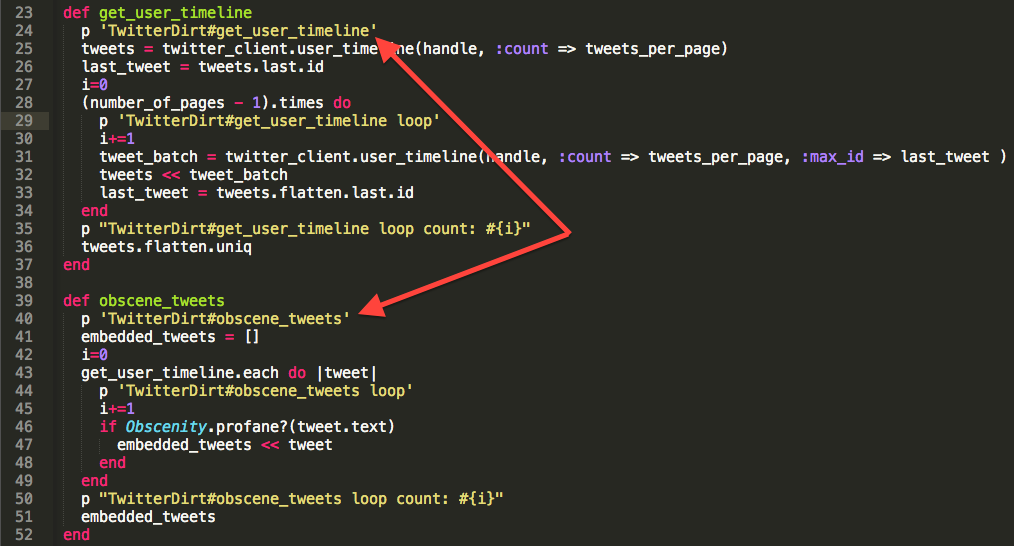 23 def get_user_timeline
24 p 'TwitterDirt#get_user_timeline'
25 tweets = twitter_client.user_timeline(handle, :count => tweets_per_page)
26 last_tweet = tweets.last.id
27 i=0
28 (number_of_pages - 1).times do
29 p 'TwitterDirt#get_user_timeline loop'
30 i+=1
31 tweet_batch = twitter_client.user_timeline(handle, :count => tweets_per_page, :max_id => last_tweet )
32 tweets << tweet_batch
33 last_tweet = tweets.flatten.last.id
34 end
35 p "TwitterDirt#get_user_timeline loop count: #{i}"
36 tweets.flatten.uniq
37 end
38
39 def obscene_tweets
40 p 'TwitterDirt#obscene_tweets'
41 embedded_tweets = []
42 i=0
43 get_user_timeline.each do |tweet|
44 p 'TwitterDirt#obscene_tweets loop'
45 i+=1
46 if Obscenity.profane?(tweet.text)
47 embedded_tweets << tweet
48 end
49 end
50 p "TwitterDirt#obscene_tweets loop count: #{i}"
51 embedded_tweets
52 end